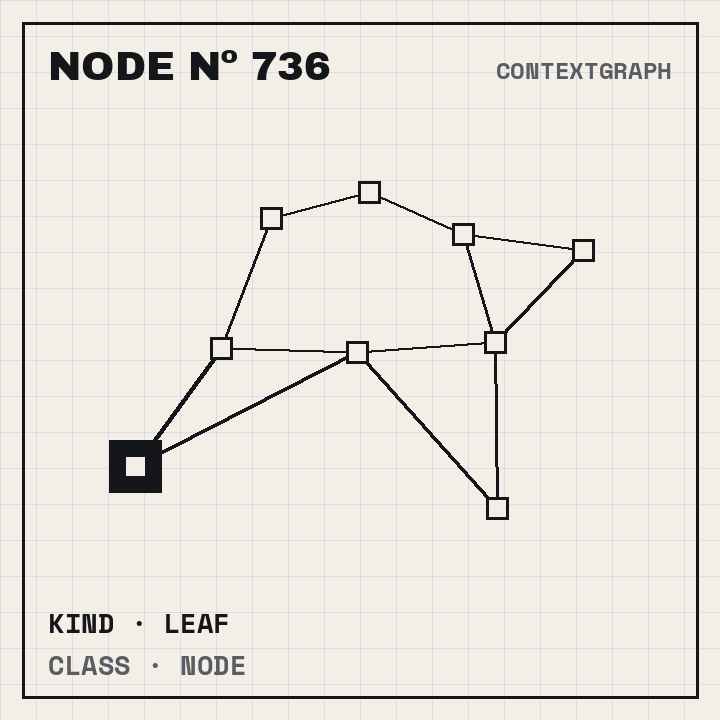 NODE Nº 736
CONTEXTGRAPH
KIND · LEAF
CLASS · NODE